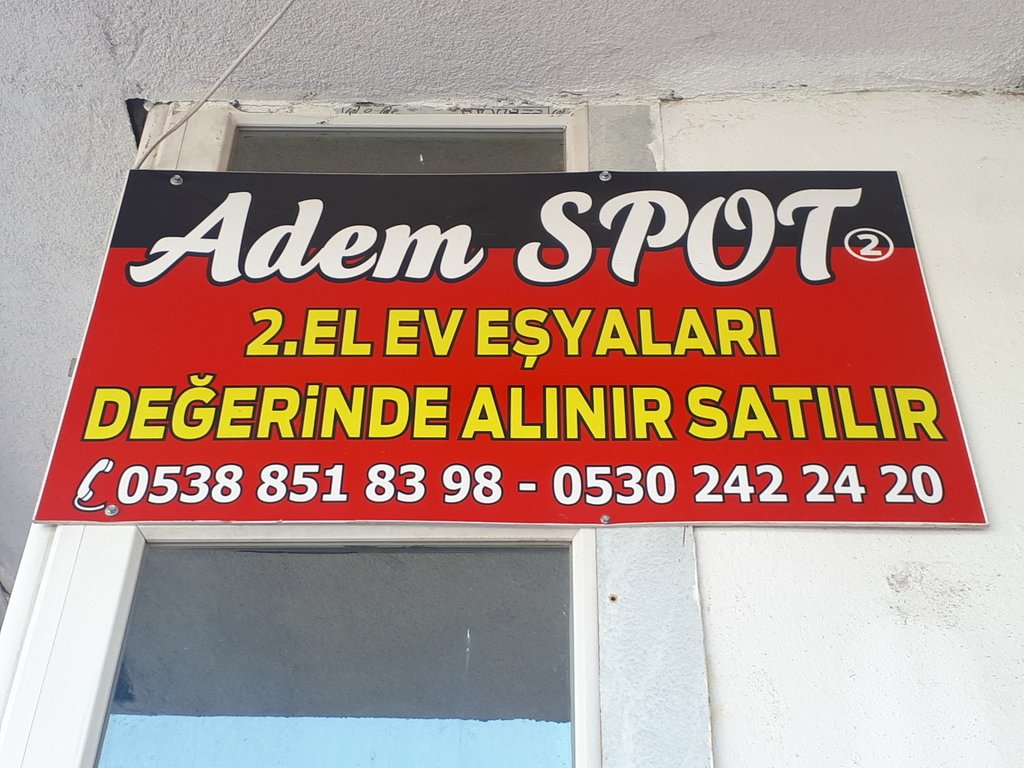 Adem SPOT 2
2.EL EV EŞYALARI
DEĞERİNDE ALINIR SATILIR
0538 851 83 98 - 0530 242 24 20